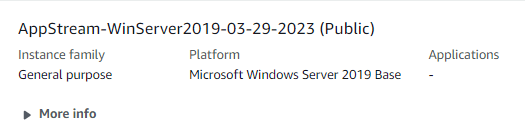 AppStream-WinServer2019-03-29-2023 (Public)
Instance family Platform Applications
General purpose Microsoft Windows Server 2019 Base -
More info